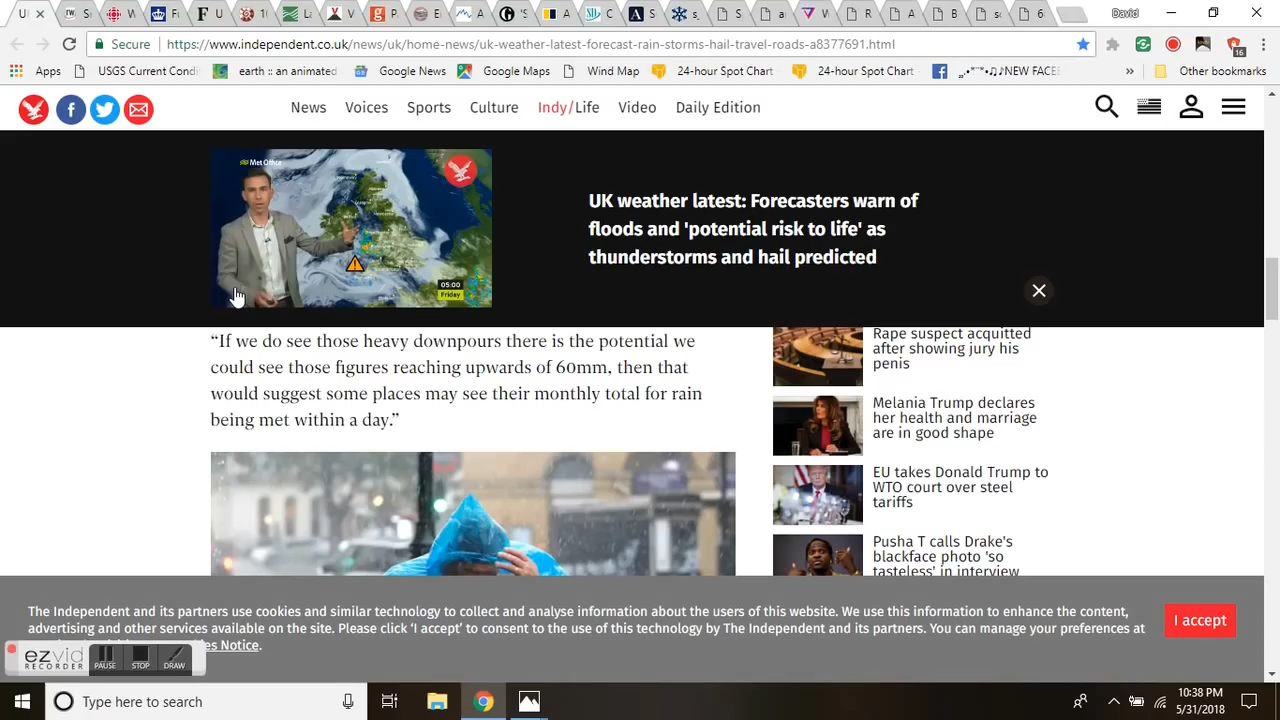 David
Secure
https://www.independent.co.uk/news/uk/home-news/uk-weather-latest-forecast-rain-storms-hail-travel-roads-a8377691.html
16
Apps
USGS Current Condi
earth :: an animated
Google News
Google Maps
Wind Map
24-hour Spot Chart
24-hour Spot Chart
NEW FACE
»
Other bookmarks
News
Voices
Sports
Culture
Indy/Life
Video
Daily Edition
Met Office
05:00
Friday
UK weather latest: Forecasters warn of
floods and 'potential risk to life' as
thunderstorms and hail predicted
“If we do see those heavy downpours there is the potential we
could see those figures reaching upwards of 60mm, then that
would suggest some places may see their monthly total for rain
being met within a day.”
Rape suspect acquitted
after showing jury his
penis
Melania Trump declares
her health and marriage
are in good shape
EU takes Donald Trump to
WTO court over steel
tariffs
Pusha T calls Drake's
blackface photo 'so
tasteless' in interview
The Independent and its partners use cookies and similar technology to collect and analyse information about the users of this website. We use this information to enhance the content,
advertising and other services available on the site. Please click ‘I accept’ to consent to the use of this technology by The Independent and its partners. You can manage your preferences at
es Notice.
I accept
ezvid
RECORDER
PAUSE
STOP
DRAW
Type here to search
10:38 PM
5/31/2018